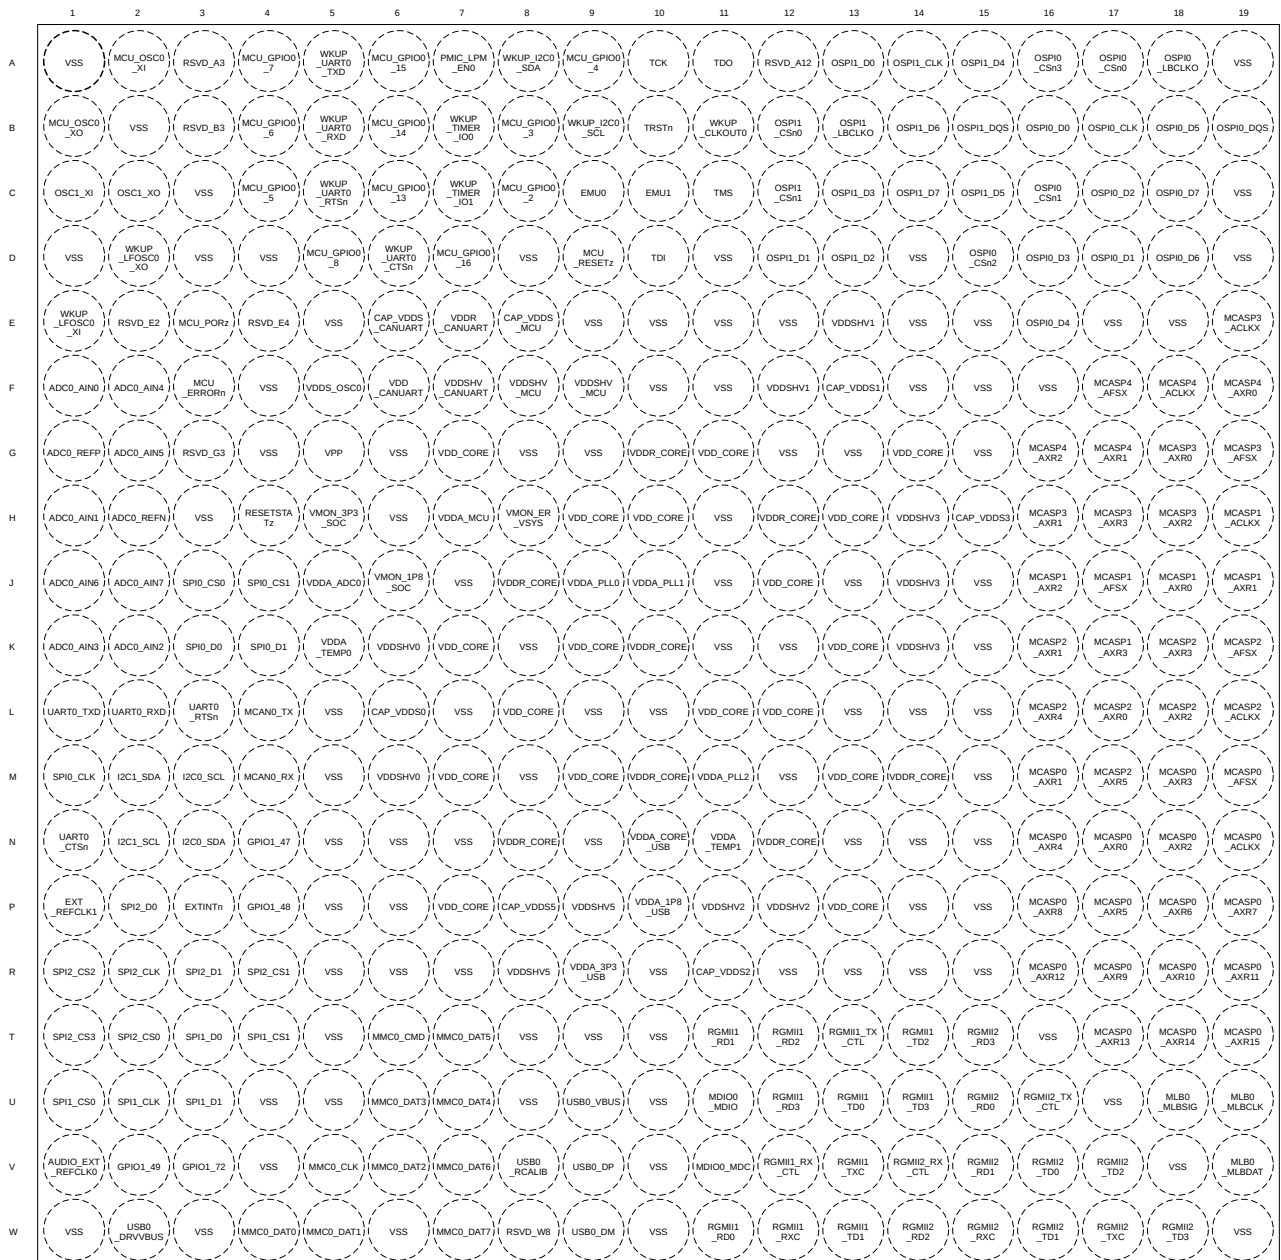 1 2 3 4 5 6 7 8 9 10 11 12 13 14 15 16 17 18 19
A VSS MCU_OSC0_XI RSVD_A3 MCU_GPIO0_7 WKUP_UART0_TXD MCU_GPIO0_15 PMIC_LPM_EN0 WKUP_I2C0_SDA MCU_GPIO0_4 TCK TDO RSVD_A12 OSPI1_D0 OSPI1_CLK OSPI1_D4 OSPI0_CSn3 OSPI0_CSn0 OSPI0_LBCLKO VSS
B MCU_OSC0_XO VSS RSVD_B3 MCU_GPIO0_6 WKUP_UART0_RXD MCU_GPIO0_14 WKUP_TIMER_IO0 MCU_GPIO0_3 WKUP_I2C0_SCL TRSTn WKUP_CLKOUT0 OSPI1_CSn0 OSPI1_LBCLKO OSPI1_D6 OSPI1_DQS OSPI0_D0 OSPI0_CLK OSPI0_D5 OSPI0_DQS
C OSC1_XI OSC1_XO VSS MCU_GPIO0_5 WKUP_UART0_RTSn MCU_GPIO0_13 WKUP_TIMER_IO1 MCU_GPIO0_2 EMU0 EMU1 TMS OSPI1_CSn1 OSPI1_D3 OSPI1_D7 OSPI1_D5 OSPI0_CSn1 OSPI0_D2 OSPI0_D7 VSS
D VSS WKUP_LFOSC0_XO VSS VSS MCU_GPIO0_8 WKUP_UART0_CTSn MCU_GPIO0_16 VSS MCU_RESETz TDI VSS OSPI1_D1 OSPI1_D2 VSS OSPI0_CSn2 OSPI0_D3 OSPI0_D1 OSPI0_D6 VSS
E WKUP_LFOSC0_XI RSVD_E2 MCU_PORz RSVD_E4 VSS CAP_VDDS_CANUART VDDR_CANUART CAP_VDDS_MCU VSS VSS VSS VSS VDDSHV1 VSS VSS OSPI0_D4 VSS VSS MCASP3_ACLKX
F ADC0_AIN0 ADC0_AIN4 MCU_ERRORn VSS VDDS_OSC0 VDD_CANUART VDDSHV_CANUART VDDSHV_MCU VDDSHV_MCU VSS VSS VDDSHV1 CAP_VDDS1 VSS VSS VSS MCASP4_AFSX MCASP4_ACLKX MCASP4_AXR0
G ADC0_REFP ADC0_AIN5 RSVD_G3 VSS VPP VSS VDD_CORE VSS VSS VDDR_CORE VDD_CORE VSS VSS VDD_CORE VSS MCASP4_AXR2 MCASP4_AXR1 MCASP3_AXR0 MCASP3_AFSX
H ADC0_AIN1 ADC0_REFN VSS RESETSTATz VMON_3P3_SOC VSS VDDA_MCU VMON_ER_VSYS VDD_CORE VDD_CORE VSS VDDR_CORE VDD_CORE VDDSHV3 CAP_VDDS3 MCASP3_AXR1 MCASP3_AXR3 MCASP3_AXR2 MCASP1_ACLKX
J ADC0_AIN6 ADC0_AIN7 SPI0_CS0 SPI0_CS1 VDDA_ADC0 VMON_1P8_SOC VSS VDDR_CORE VDDA_PLL0 VDDA_PLL1 VSS VDD_CORE VSS VDDSHV3 VSS MCASP1_AXR2 MCASP1_AFSX MCASP1_AXR0 MCASP1_AXR1
K ADC0_AIN3 ADC0_AIN2 SPI0_D0 SPI0_D1 VDDA_TEMP0 VDDSHV0 VDD_CORE VSS VDD_CORE VDDR_CORE VSS VSS VDD_CORE VDDSHV3 VSS MCASP2_AXR1 MCASP1_AXR3 MCASP2_AXR3 MCASP2_AFSX
L UART0_TXD UART0_RXD UART0_RTSn MCAN0_TX VSS CAP_VDDS0 VSS VDD_CORE VSS VSS VDD_CORE VDD_CORE VSS VSS VSS MCASP2_AXR4 MCASP2_AXR0 MCASP2_AXR2 MCASP2_ACLKX
M SPI0_CLK I2C1_SDA I2C0_SCL MCAN0_RX VSS VDDSHV0 VDD_CORE VSS VDD_CORE VDDR_CORE VDDA_PLL2 VSS VDD_CORE VDDR_CORE VSS MCASP0_AXR1 MCASP2_AXR5 MCASP0_AXR3 MCASP0_AFSX
N UART0_CTSn I2C1_SCL I2C0_SDA GPIO1_47 VSS VSS VSS VDDR_CORE VSS VDDA_CORE_USB VDDA_TEMP1 VDDR_CORE VSS VSS VSS MCASP0_AXR4 MCASP0_AXR0 MCASP0_AXR2 MCASP0_ACLKX
P EXT_REFCLK1 SPI2_D0 EXTINTn GPIO1_48 VSS VSS VDD_CORE CAP_VDDS5 VDDSHV5 VDDA_1P8_USB VDDSHV2 VDDSHV2 VDD_CORE VSS VSS MCASP0_AXR8 MCASP0_AXR5 MCASP0_AXR6 MCASP0_AXR7
R SPI2_CS2 SPI2_CLK SPI2_D1 SPI2_CS1 VSS VSS VSS VDDSHV5 VDDA_3P3_USB VSS CAP_VDDS2 VSS VSS VSS VSS MCASP0_AXR12 MCASP0_AXR9 MCASP0_AXR10 MCASP0_AXR11
T SPI2_CS3 SPI2_CS0 SPI1_D0 SPI1_CS1 VSS MMC0_CMD MMC0_DAT5 VSS VSS VSS RGMII1_RD1 RGMII1_RD2 RGMII1_TX_CTL RGMII1_TD2 RGMII2_RD3 VSS MCASP0_AXR13 MCASP0_AXR14 MCASP0_AXR15
U SPI1_CS0 SPI1_CLK SPI1_D1 VSS VSS MMC0_DAT3 MMC0_DAT4 VSS USB0_VBUS VSS MDIO0_MDIO RGMII1_RD3 RGMII1_TD0 RGMII1_TD3 RGMII2_RD0 RGMII2_TX_CTL VSS MLB0_MLBSIG MLB0_MLBCLK
V AUDIO_EXT_REFCLK0 GPIO1_49 GPIO1_72 VSS MMC0_CLK MMC0_DAT2 MMC0_DAT6 USB0_RCALIB USB0_DP VSS MDIO0_MDC RGMII1_RX_CTL RGMII1_TXC RGMII2_RX_CTL RGMII2_RD1 RGMII2_TD0 RGMII2_TD2 VSS MLB0_MLBDAT
W VSS USB0_DRVVBUS VSS MMC0_DAT0 MMC0_DAT1 VSS MMC0_DAT7 RSVD_W8 USB0_DM VSS RGMII1_RD0 RGMII1_RXC RGMII1_TD1 RGMII2_RD2 RGMII2_RXC RGMII2_TD1 RGMII2_TXC RGMII2_TD3 VSS